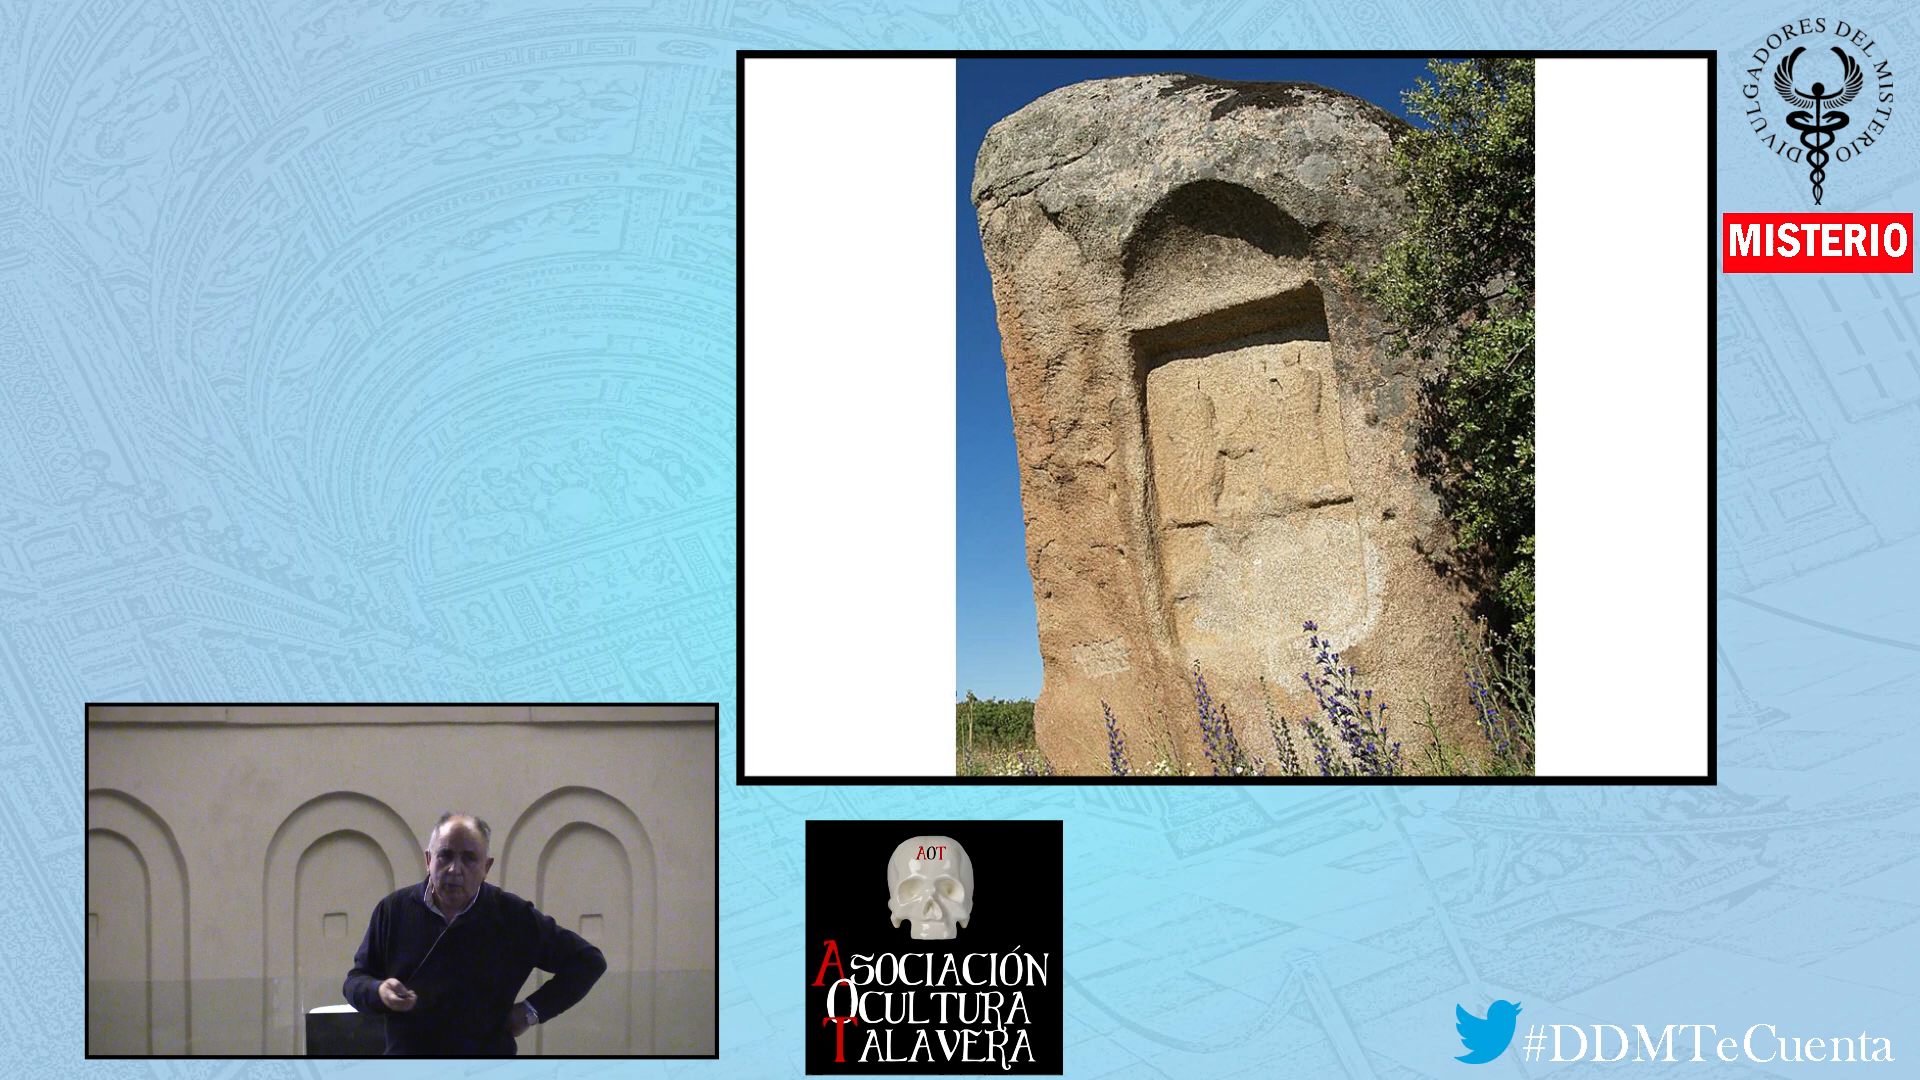 DIVULGADORES DEL MISTERIO
MISTERIO
AOT
ASOCIACIÓN
OCULTURA
TALAVERA
#DDMTeCuenta